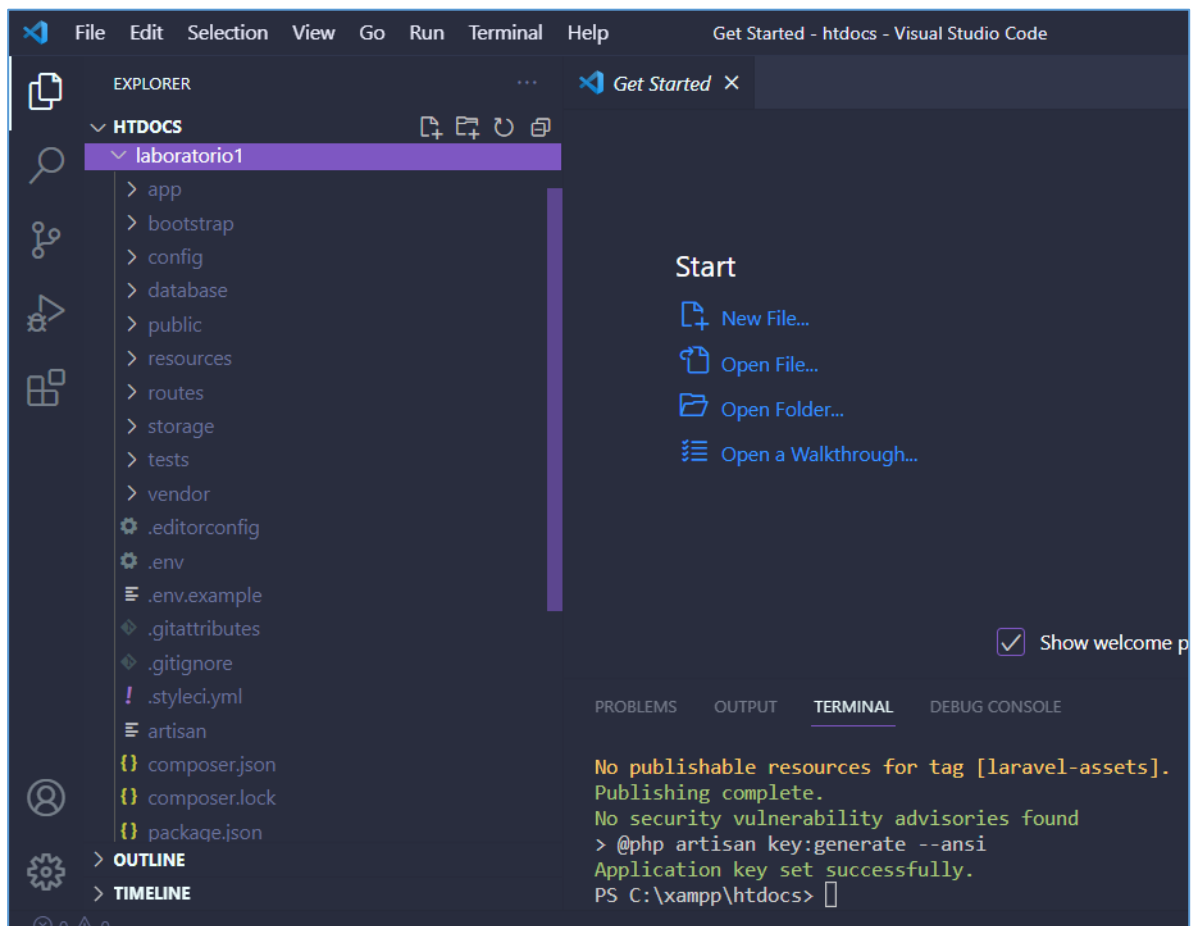 File Edit Selection View Go Run Terminal Help Get Started - htdocs - Visual Studio Code
EXPLORER
HTDOCS
laboratorio1
app
bootstrap
config
database
public
resources
routes
storage
tests
vendor
.editorconfig
.env
.env.example
.gitattributes
.gitignore
.styleci.yml
artisan
composer.json
composer.lock
package.json
OUTLINE
TIMELINE
Get Started
Start
New File...
Open File...
Open Folder...
Open a Walkthrough...
Show welcome p
PROBLEMS OUTPUT TERMINAL DEBUG CONSOLE
No publishable resources for tag [laravel-assets].
Publishing complete.
No security vulnerability advisories found
> @php artisan key:generate --ansi
Application key set successfully.
PS C:\xampp\htdocs>